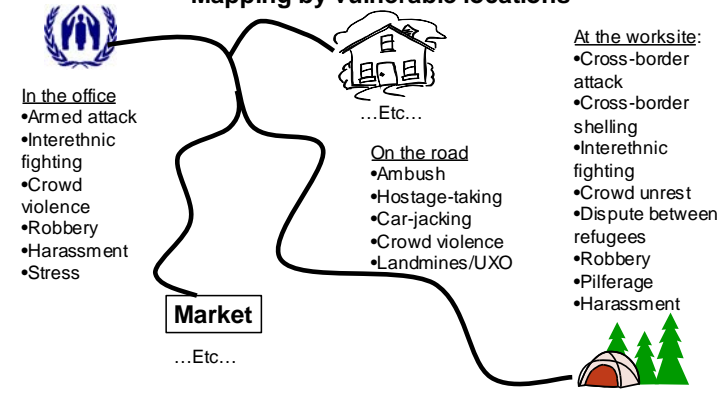 Mapping by vulnerable locations
In the office
•Armed attack
•Interethnic
fighting
•Crowd
violence
•Robbery
•Harassment
•Stress
…Etc…
On the road
•Ambush
•Hostage-taking
•Car-jacking
•Crowd violence
•Landmines/UXO
At the worksite:
•Cross-border
attack
•Cross-border
shelling
•Interethnic
fighting
•Crowd unrest
•Dispute between
refugees
•Robbery
•Pilferage
•Harassment
Market
…Etc…